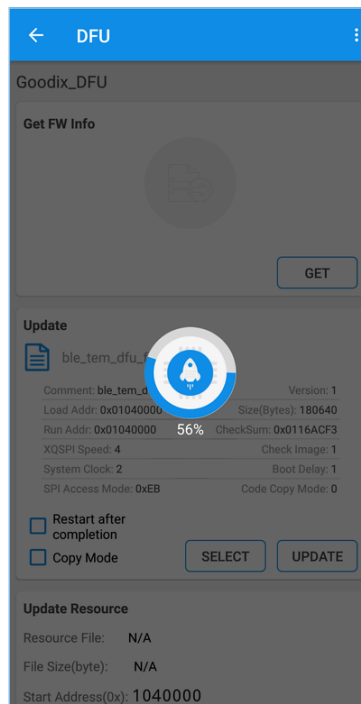 DFU
Goodix_DFU
Get FW Info
GET
Update
ble_tem_dfu_f
Comment: ble_tem_d Version: 1
Load Addr: 0x01040000 Size(Bytes): 180640
Run Addr: 0x01040000 56% CheckSum: 0x0116ACF3
XQSPI Speed: 4 Check Image: 1
System Clock: 2 Boot Delay: 1
SPI Access Mode: 0xEB Code Copy Mode: 0
Restart after
completion
Copy Mode SELECT UPDATE
Update Resource
Resource File: N/A
File Size(byte): N/A
Start Address(0x): 1040000